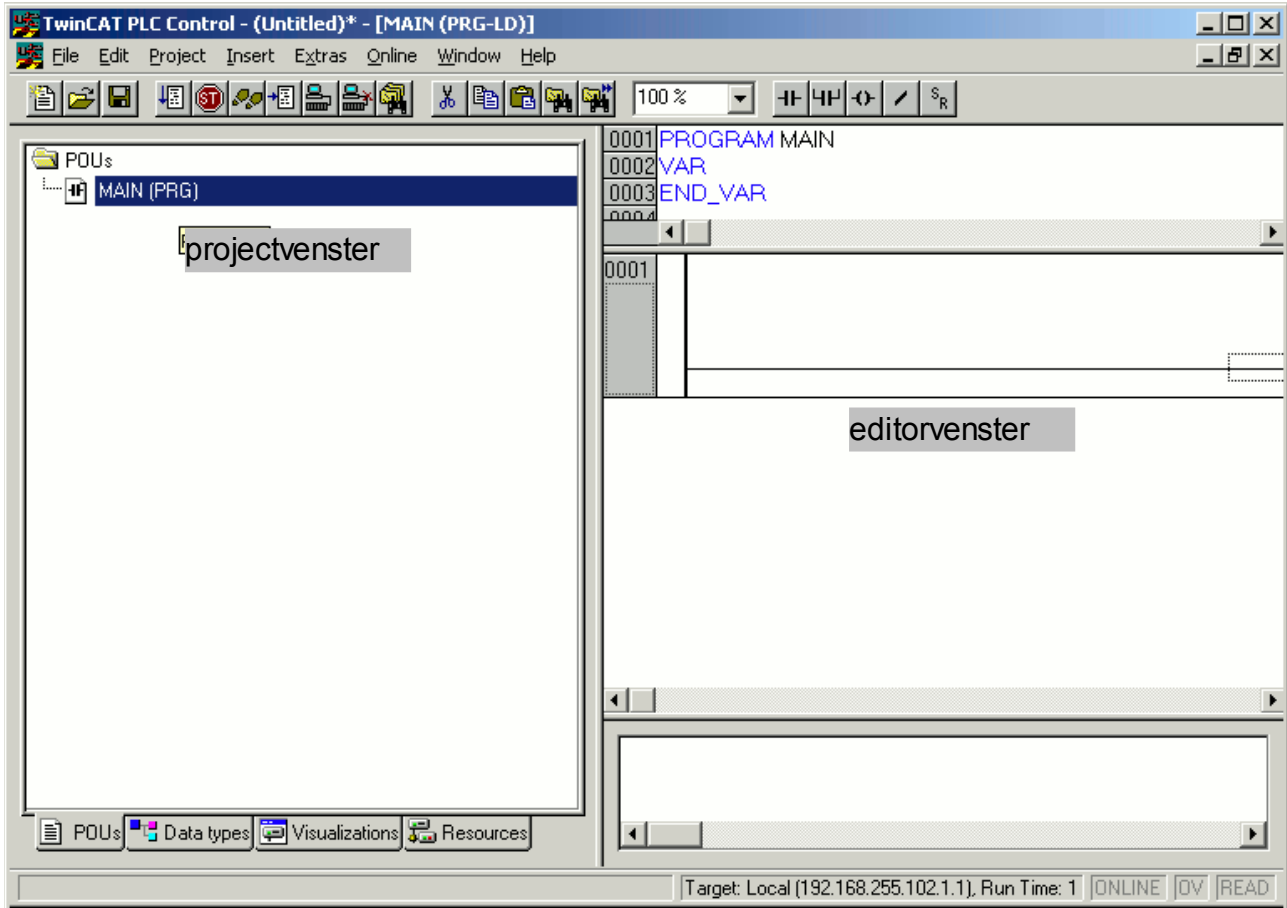 TwinCAT PLC Control - (Untitled)* - [MAIN (PRG-LD)]
File Edit Project Insert Extras Online Window Help
100 %
S
R
POUs
MAIN (PRG)
projectvenster
0001 PROGRAM MAIN
0002 VAR
0003 END_VAR
0004
0001
editorvenster
POUs Data types Visualizations Resources
Target: Local (192.168.255.102.1.1), Run Time: 1 ONLINE OV READ